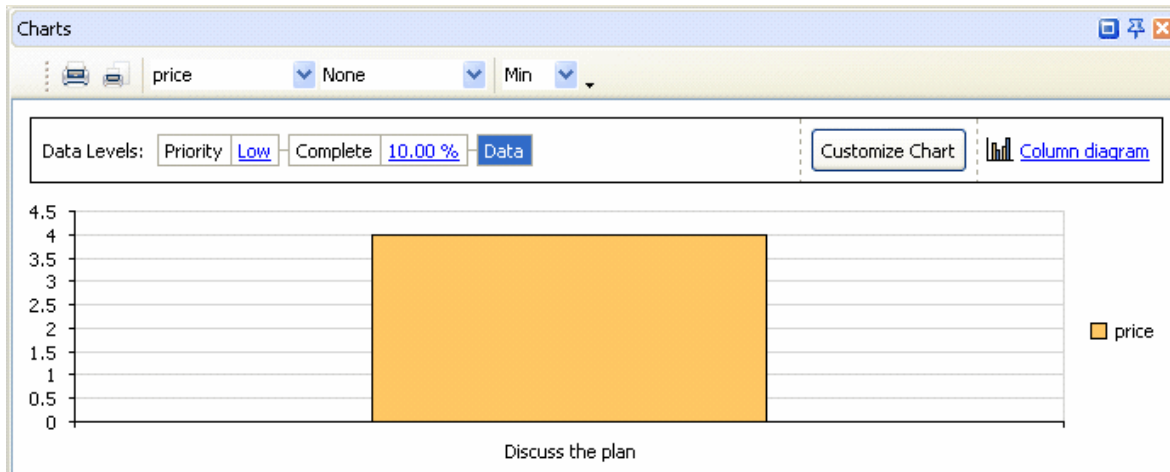 Charts
price None Min
Data Levels: Priority Low Complete 10.00 % Data Customize Chart Column diagram
4.5
4
3.5
3
2.5
2
1.5
1
0.5
0
price
Discuss the plan